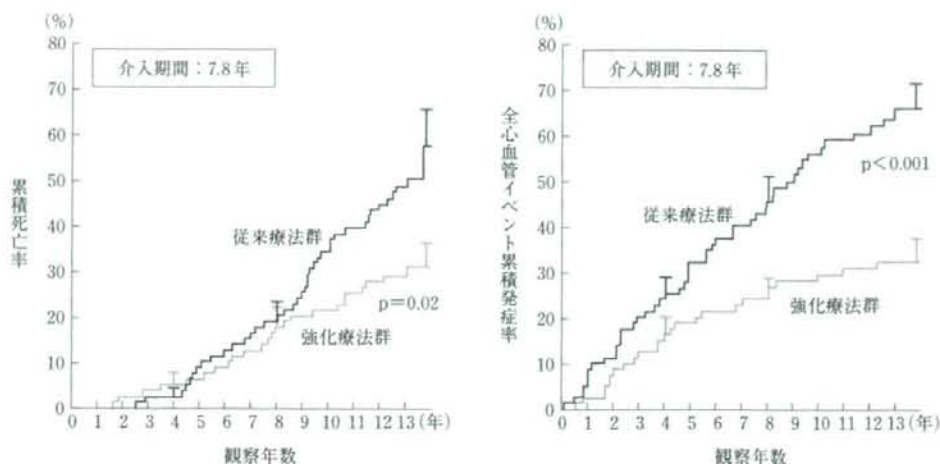 (%)
80
70
60
50
40
30
20
10
0
累積死亡率
介入期間:7.8年
従来療法群
p=0.02
強化療法群
0 1 2 3 4 5 6 7 8 9 10 11 12 13(年)
観察年数
(%)
80
70
60
50
40
30
20
10
0
全心血管イベント累積発症率
介入期間:7.8年
p<0.001
従来療法群
強化療法群
0 1 2 3 4 5 6 7 8 9 10 11 12 13(年)
観察年数